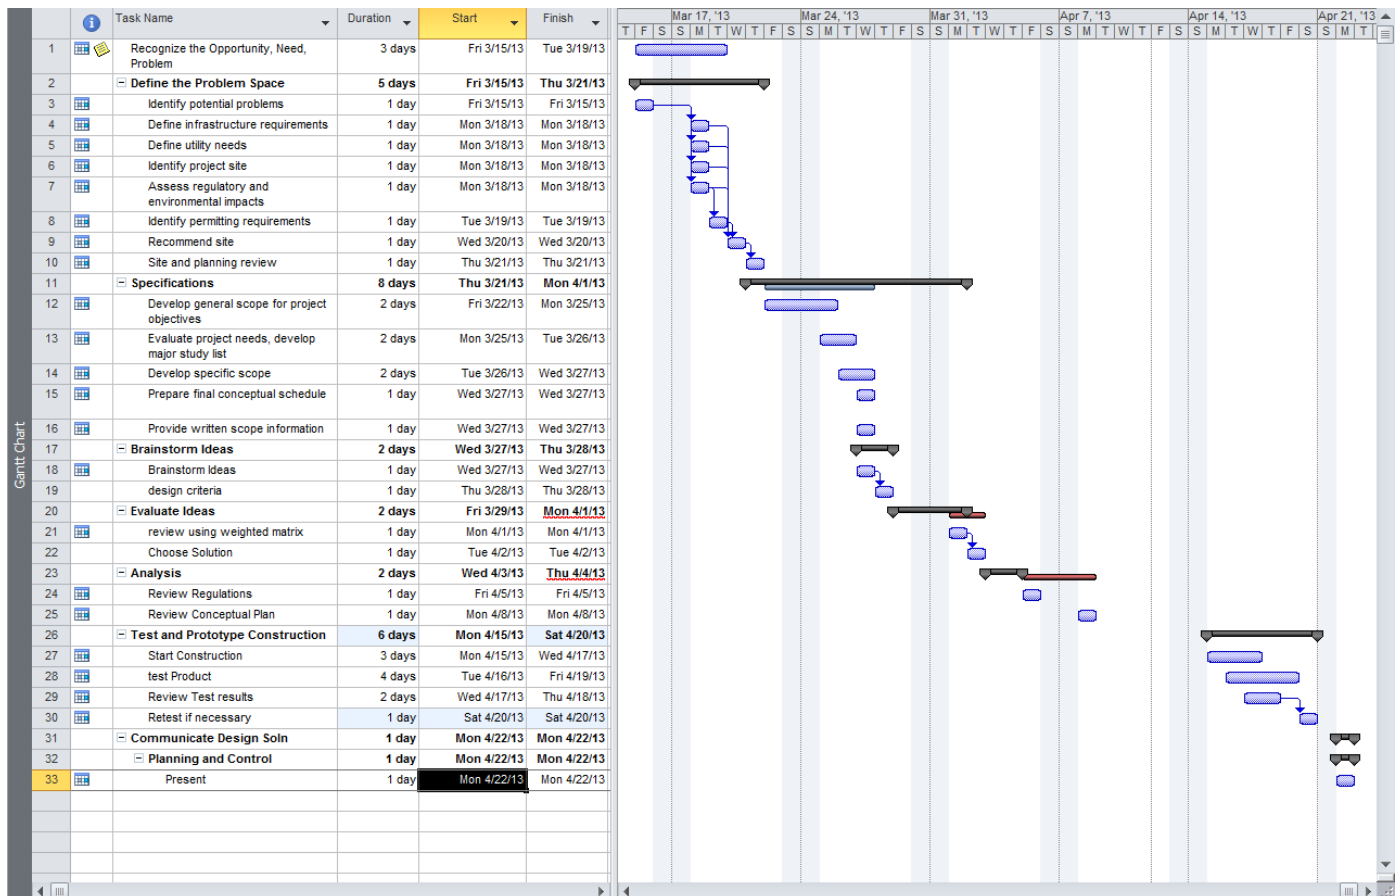 Task Name Duration Start Finish
Mar 17, '13 Mar 24, '13 Mar 31, '13 Apr 7, '13 Apr 14, '13 Apr 21, '13
T F S S M T W T F S S M T W T F S S M T W T F S S M T W T F S S M T W T F S S M T
1 Recognize the Opportunity, Need, 3 days Fri 3/15/13 Tue 3/19/13
Problem
2 Define the Problem Space 5 days Fri 3/15/13 Thu 3/21/13
3 Identify potential problems 1 day Fri 3/15/13 Fri 3/15/13
4 Define infrastructure requirements 1 day Mon 3/18/13 Mon 3/18/13
5 Define utility needs 1 day Mon 3/18/13 Mon 3/18/13
6 Identify project site 1 day Mon 3/18/13 Mon 3/18/13
7 Assess regulatory and 1 day Mon 3/18/13 Mon 3/18/13
environmental impacts
8 Identify permitting requirements 1 day Tue 3/19/13 Tue 3/19/13
9 Recommend site 1 day Wed 3/20/13 Wed 3/20/13
10 Site and planning review 1 day Thu 3/21/13 Thu 3/21/13
11 Specifications 8 days Thu 3/21/13 Mon 4/1/13
12 Develop general scope for project 2 days Fri 3/22/13 Mon 3/25/13
objectives
13 Evaluate project needs, develop 2 days Mon 3/25/13 Tue 3/26/13
major study list
14 Develop specific scope 2 days Tue 3/26/13 Wed 3/27/13
15 Prepare final conceptual schedule 1 day Wed 3/27/13 Wed 3/27/13
16 Provide written scope information 1 day Wed 3/27/13 Wed 3/27/13
17 Brainstorm Ideas 2 days Wed 3/27/13 Thu 3/28/13
18 Brainstorm Ideas 1 day Wed 3/27/13 Wed 3/27/13
19 design criteria 1 day Thu 3/28/13 Thu 3/28/13
20 Evaluate Ideas 2 days Fri 3/29/13 Mon 4/1/13
21 review using weighted matrix 1 day Mon 4/1/13 Mon 4/1/13
22 Choose Solution 1 day Tue 4/2/13 Tue 4/2/13
23 Analysis 2 days Wed 4/3/13 Thu 4/4/13
24 Review Regulations 1 day Fri 4/5/13 Fri 4/5/13
25 Review Conceptual Plan 1 day Mon 4/8/13 Mon 4/8/13
26 Test and Prototype Construction 6 days Mon 4/15/13 Sat 4/20/13
27 Start Construction 3 days Mon 4/15/13 Wed 4/17/13
28 test Product 4 days Tue 4/16/13 Fri 4/19/13
29 Review Test results 2 days Wed 4/17/13 Thu 4/18/13
30 Retest if necessary 1 day Sat 4/20/13 Sat 4/20/13
31 Communicate Design Soln 1 day Mon 4/22/13 Mon 4/22/13
32 Planning and Control 1 day Mon 4/22/13 Mon 4/22/13
33 Present 1 day Mon 4/22/13 Mon 4/22/13
Gantt Chart